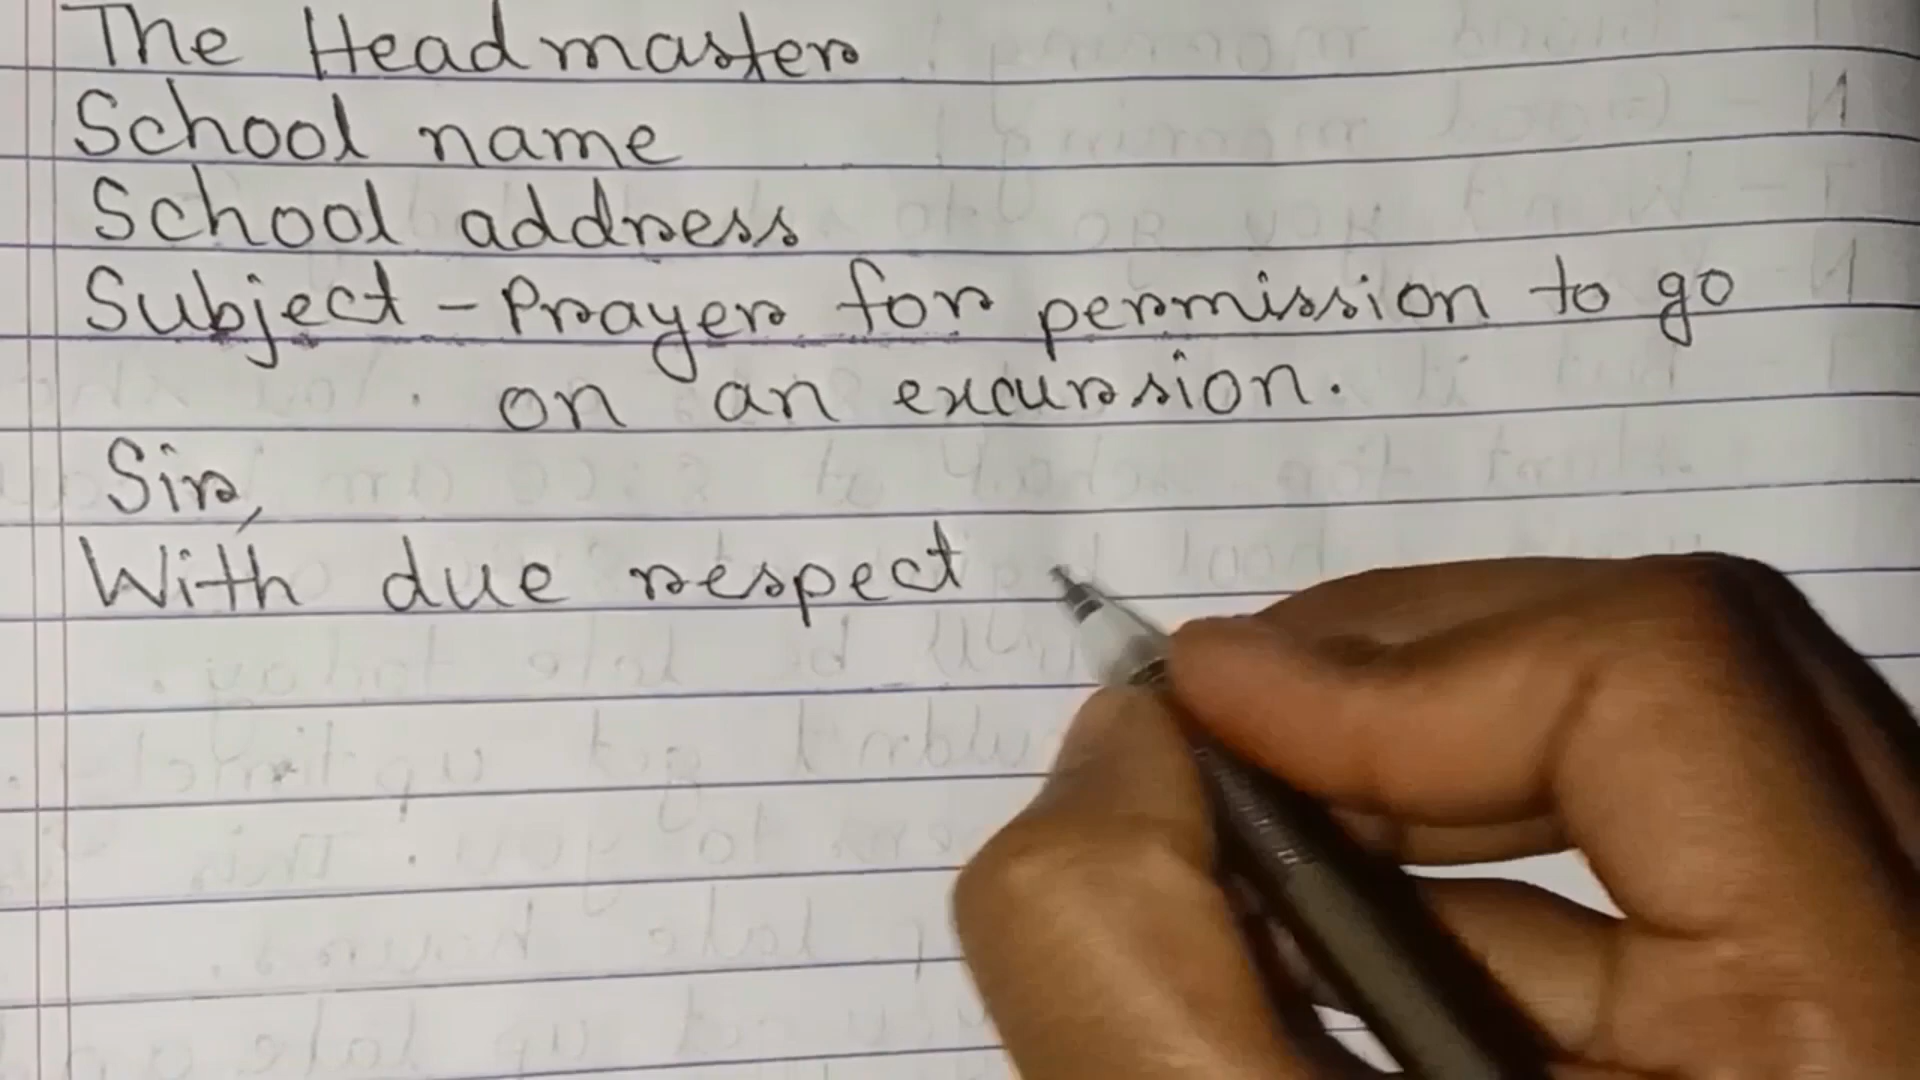 The Headmaster
School name
School address
Subject - Prayer for permission to go
on an excursion.
Sir,
With due respect